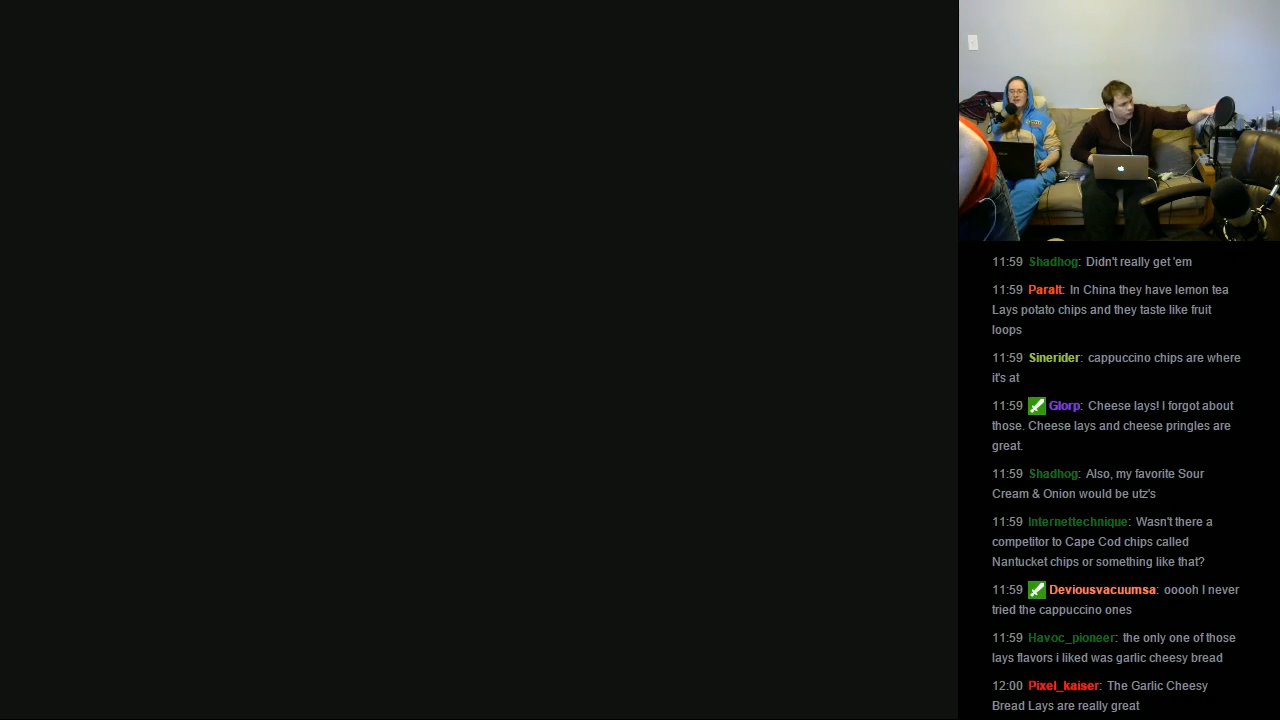 11:59 Shadhog: Didn't really get 'em
11:59 Paralt: In China they have lemon tea
Lays potato chips and they taste like fruit
loops
11:59 Sinerider: cappuccino chips are where
it's at
11:59 Glorp: Cheese lays! I forgot about
those. Cheese lays and cheese pringles are
great.
11:59 Shadhog: Also, my favorite Sour
Cream & Onion would be utz's
11:59 Internettechnique: Wasn't there a
competitor to Cape Cod chips called
Nantucket chips or something like that?
11:59 Deviousvacuumsa: ooooh I never
tried the cappuccino ones
11:59 Havoc_pioneer: the only one of those
lays flavors i liked was garlic cheesy bread
12:00 Pixel_kaiser: The Garlic Cheesy
Bread Lays are really great